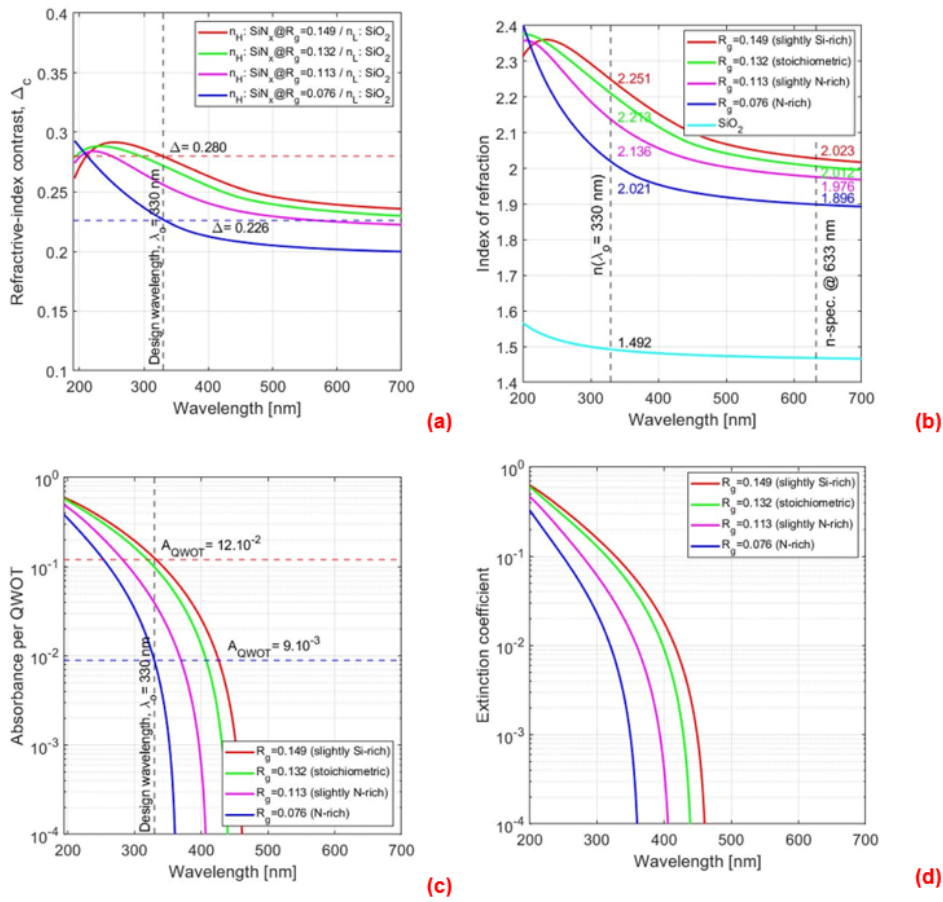 0.4
0.35
0.3
0.25
0.2
0.15
0.1
200 300 400 500 600 700
Wavelength [nm]
Refractive-index contrast, Δc
n_H: SiN_x@R_g=0.149 / n_L: SiO_2
n_H: SiN_x@R_g=0.132 / n_L: SiO_2
n_H: SiN_x@R_g=0.113 / n_L: SiO_2
n_H: SiN_x@R_g=0.076 / n_L: SiO_2
Δ= 0.280
Δ= 0.226
Design wavelength, λ_o = 330 nm
(a)
2.4
2.3
2.2
2.1
2
1.9
1.8
1.7
1.6
1.5
1.4
200 300 400 500 600 700
Wavelength [nm]
Index of refraction
R_g=0.149 (slightly Si-rich)
R_g=0.132 (stoichiometric)
R_g=0.113 (slightly N-rich)
R_g=0.076 (N-rich)
SiO_2
2.251
2.213
2.136
2.021
2.023
2.012
1.976
1.896
1.492
n(λ_o = 330 nm)
n-spec. @ 633 nm
(b)
10^0
10^-1
10^-2
10^-3
10^-4
200 300 400 500 600 700
Wavelength [nm]
Absorbance per QWOT
A_QWOT= 12.10^-2
A_QWOT= 9.10^-3
Design wavelength, λ_o = 330 nm
R_g=0.149 (slightly Si-rich)
R_g=0.132 (stoichiometric)
R_g=0.113 (slightly N-rich)
R_g=0.076 (N-rich)
(c)
10^0
10^-1
10^-2
10^-3
10^-4
200 300 400 500 600 700
Wavelength [nm]
Extinction coefficient
R_g=0.149 (slightly Si-rich)
R_g=0.132 (stoichiometric)
R_g=0.113 (slightly N-rich)
R_g=0.076 (N-rich)
(d)